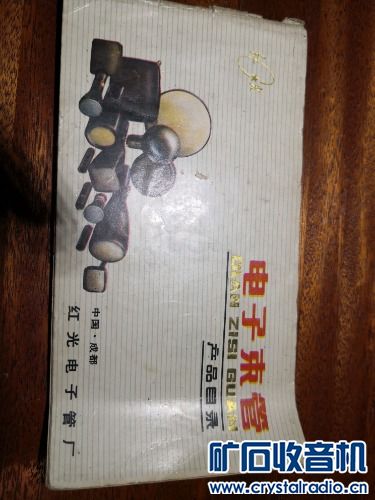 电子束管
DIAN ZISI GUAN
产品目录
中国·成都
红光电子管厂
矿石收音机
www.crystalradio.cn